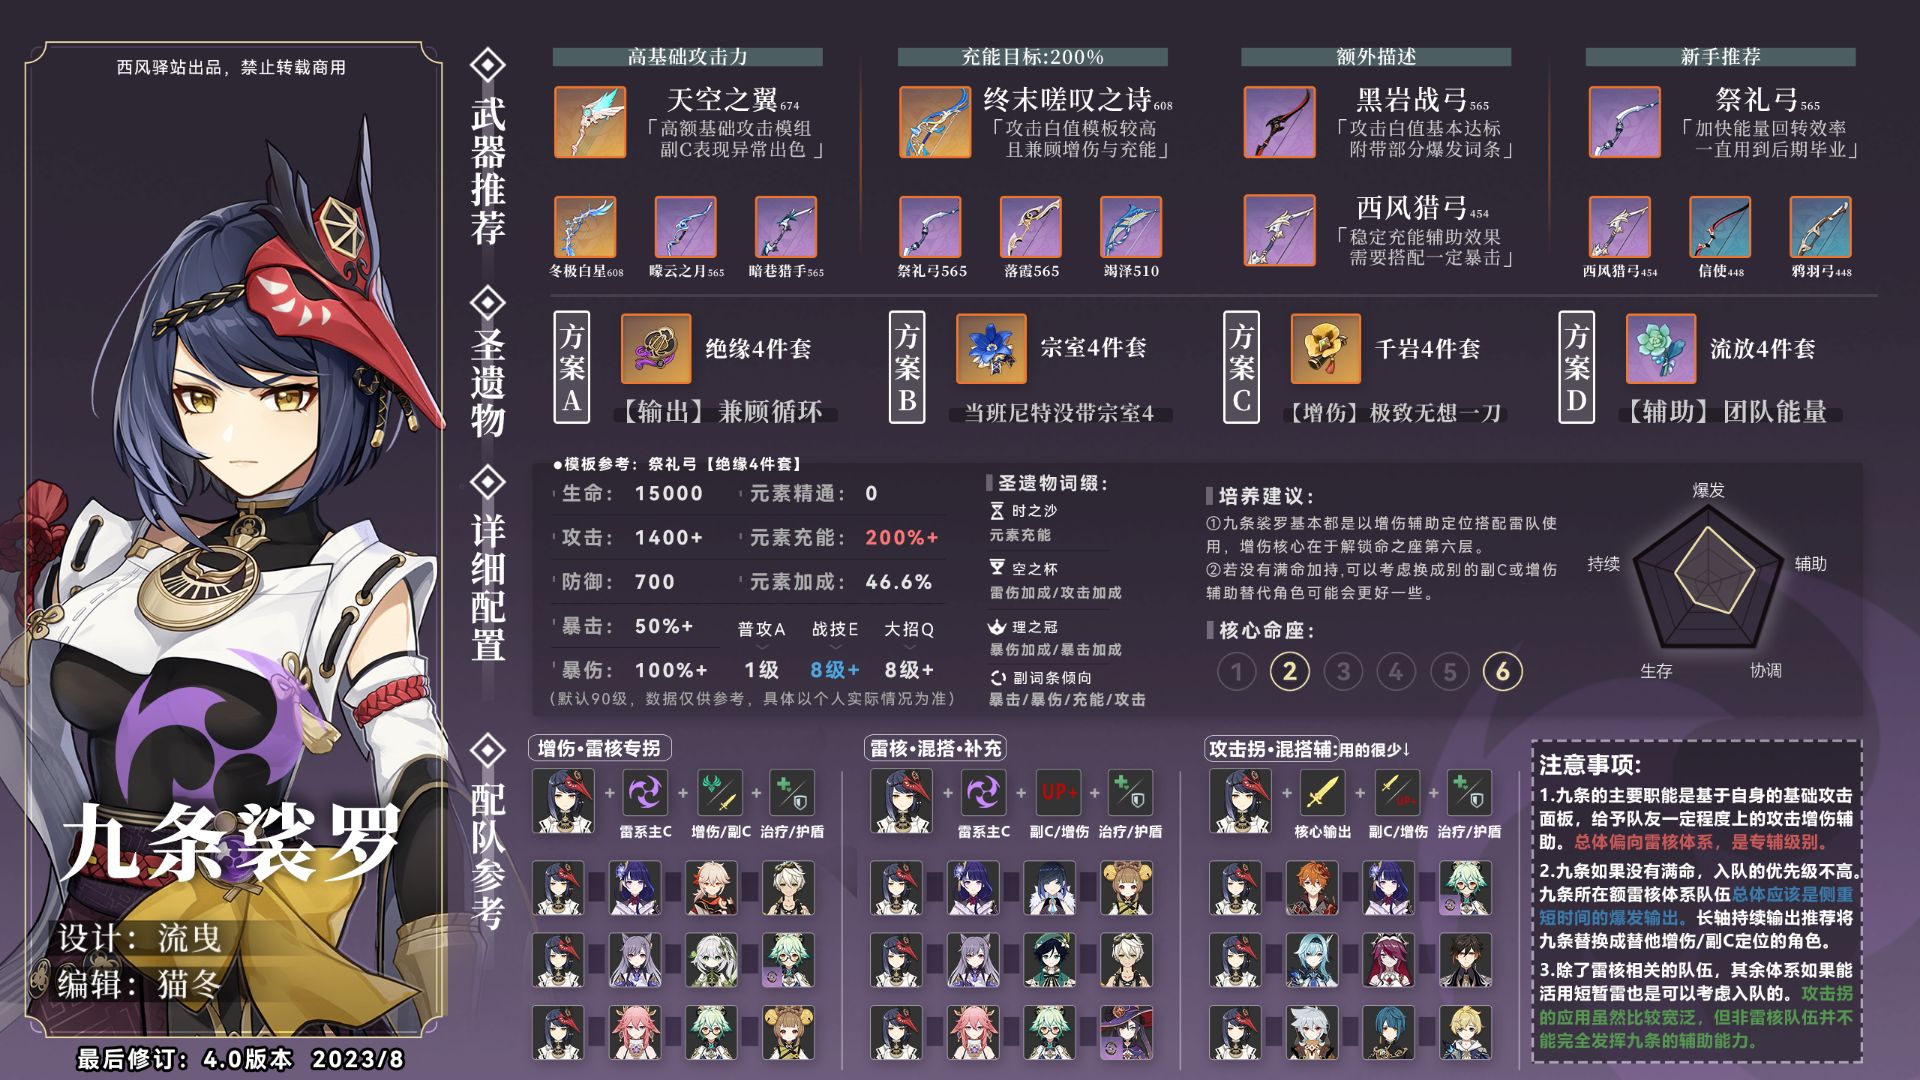 西风驿站出品，禁止转载商用
九条裟罗
设计：流曳
编辑：猫冬
最后修订：4.0版本 2023/8
武器推荐
高基础攻击力
天空之翼674
「高额基础攻击模组
副C表现异常出色」
冬极白星608
曚云之月565
暗巷猎手565
充能目标:200%
终末嗟叹之诗608
「攻击白值模板较高
且兼顾增伤与充能」
祭礼弓565
落霞565
竭泽510
额外描述
黑岩战弓565
「攻击白值基本达标
附带部分爆发词条」
西风猎弓454
「稳定充能辅助效果
需要搭配一定暴击」
新手推荐
祭礼弓565
「加快能量回转效率
一直用到后期毕业」
西风猎弓454
信使448
鸦羽弓448
圣遗物
方案A
绝缘4件套
【输出】兼顾循环
方案B
宗室4件套
当班尼特没带宗室4
方案C
千岩4件套
【增伤】极致无想一刀
方案D
流放4件套
【辅助】团队能量
详细配置
●模板参考：祭礼弓【绝缘4件套】
生命： 15000
元素精通： 0
攻击： 1400+
元素充能： 200%+
防御： 700
元素加成： 46.6%
暴击： 50%+
普攻A 战技E 大招Q
暴伤： 100%+
1级 8级+ 8级+
(默认90级，数据仅供参考，具体以个人实际情况为准)
圣遗物词缀：
时之沙
元素充能
空之杯
雷伤加成/攻击加成
理之冠
暴伤加成/暴击加成
副词条倾向
暴击/暴伤/充能/攻击
培养建议：
①九条裟罗基本都是以增伤辅助定位搭配雷队使
用，增伤核心在于解锁命之座第六层。
②若没有满命加持,可以考虑换成别的副C或增伤
辅助替代角色可能会更好一些。
核心命座：
1 2 3 4 5 6
爆发
辅助
协调
生存
持续
配队参考
增伤·雷核专拐
+ + +
雷系主C 增伤/副C 治疗/护盾
雷核·混搭·补充
+ + UP+ +
雷系主C 副C/增伤 治疗/护盾
攻击拐·混搭辅:用的很少↓
+ + UP+ +
核心输出 副C/增伤 治疗/护盾
注意事项：
1.九条的主要职能是基于自身的基础攻击
面板，给予队友一定程度上的攻击增伤辅
助。总体偏向雷核体系，是专辅级别。
2.九条如果没有满命，入队的优先级不高。
九条所在额雷核体系队伍总体应该是侧重
短时间的爆发输出。长轴持续输出推荐将
九条替换成替他增伤/副C定位的角色。
3.除了雷核相关的队伍，其余体系如果能
活用短暂雷也是可以考虑入队的。攻击拐
的应用虽然比较宽泛，但非雷核队伍并不
能完全发挥九条的辅助能力。